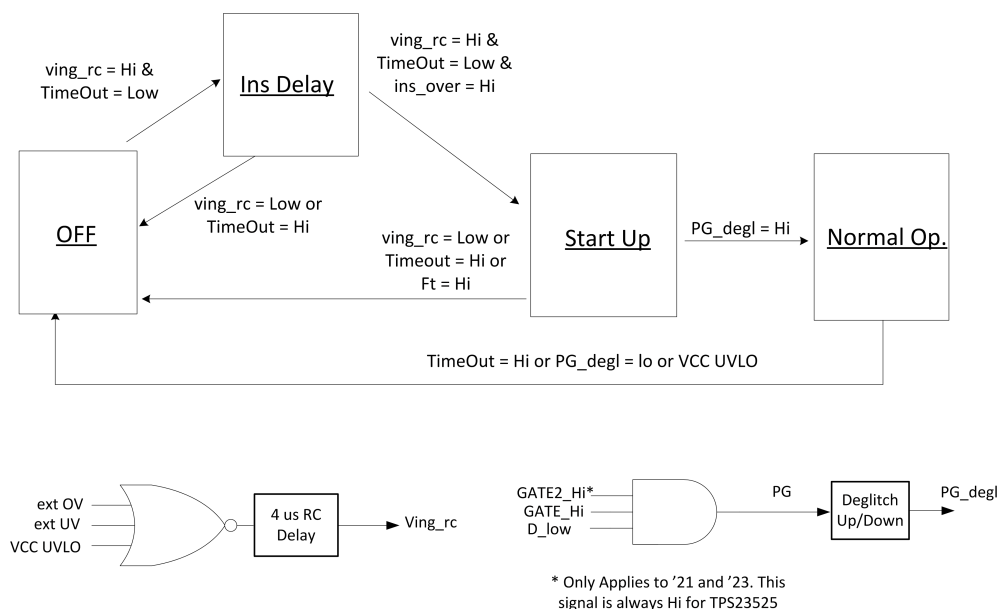 ving_rc = Hi &
TimeOut = Low
Ins Delay
ving_rc = Hi &
TimeOut = Low &
ins_over = Hi
OFF
ving_rc = Low or
TimeOut = Hi
ving_rc = Low or
Timeout = Hi or
Ft = Hi
Start Up
PG_degl = Hi
Normal Op.
TimeOut = Hi or PG_degl = lo or VCC UVLO
ext OV
ext UV
VCC UVLO
4 us RC
Delay
Ving_rc
GATE2_Hi*
GATE_Hi
D_low
PG
Deglitch
Up/Down
PG_degl
* Only Applies to ’21 and ’23. This
signal is always Hi for TPS23525